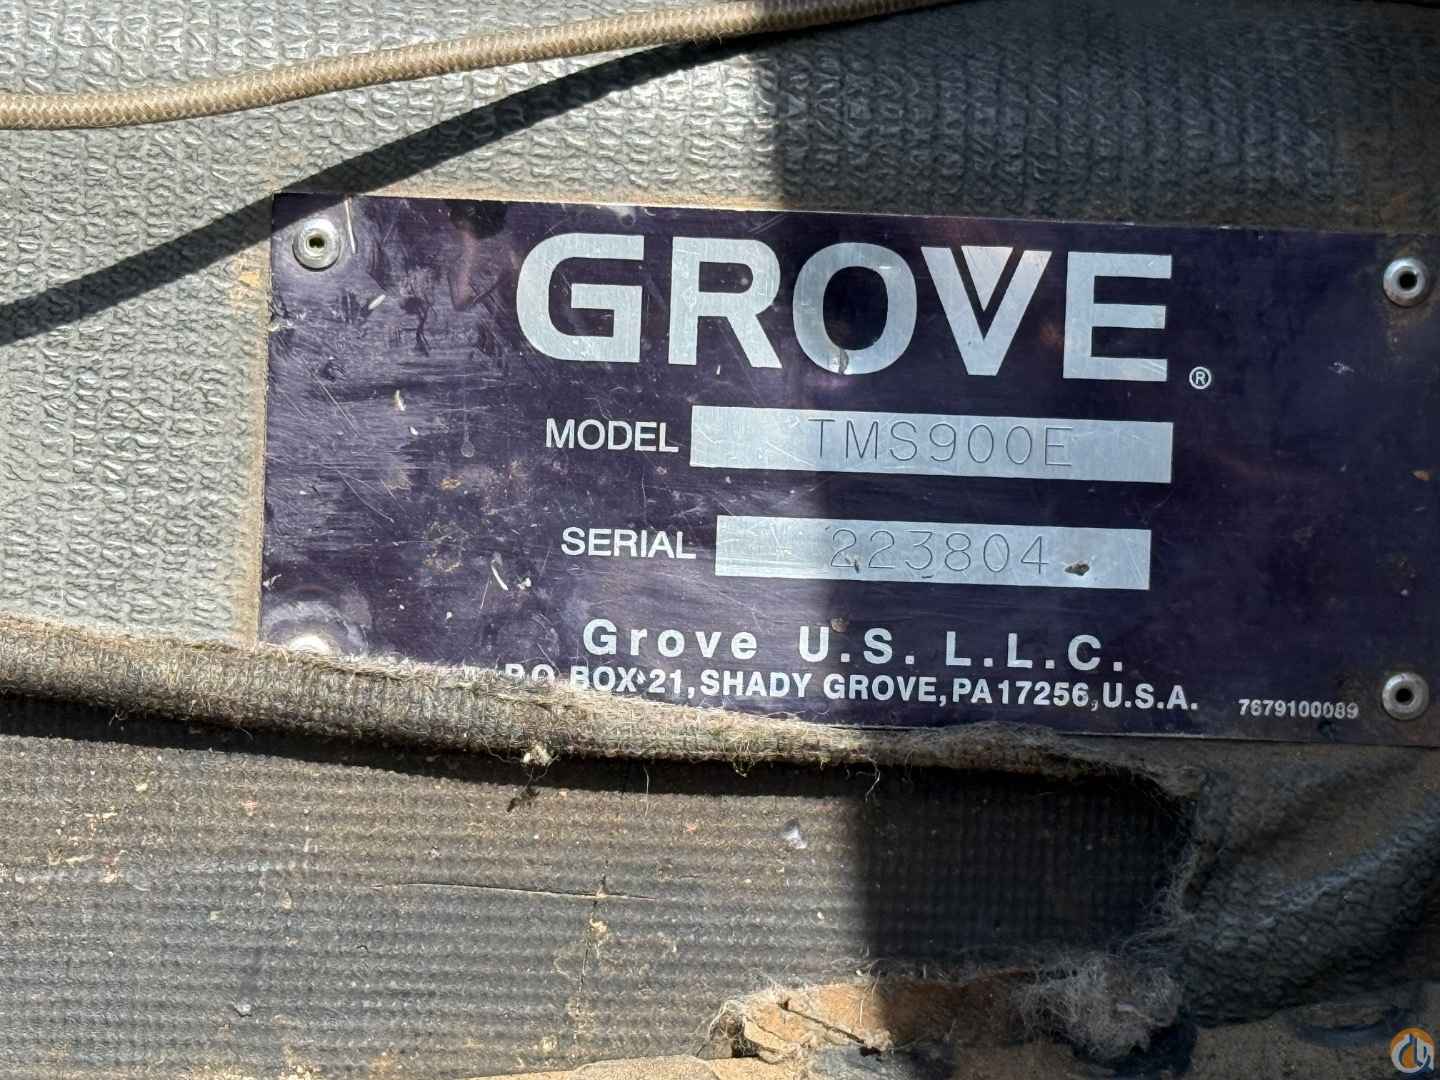 GROVE®
MODEL TMS900E
SERIAL 223804
Grove U.S. L.L.C.
P.O. BOX 21, SHADY GROVE, PA 17256, U.S.A.
7679100089